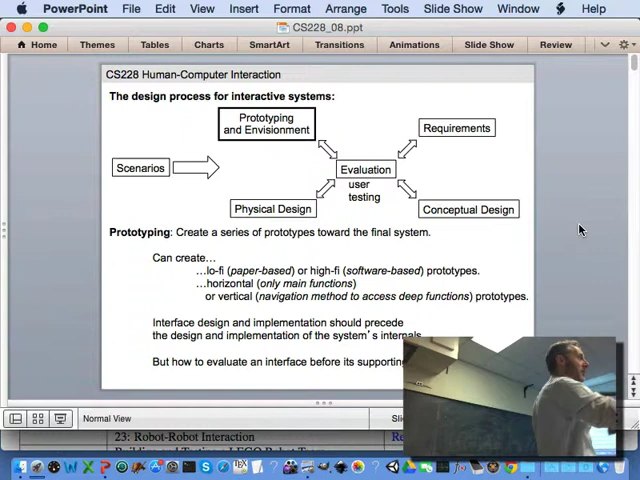 PowerPoint File Edit View Insert Format Arrange Tools Slide Show Window Help
CS228_08.ppt
Home Themes Tables Charts SmartArt Transitions Animations Slide Show Review
CS228 Human-Computer Interaction
The design process for interactive systems:
Prototyping
and Envisionment
Requirements
Scenarios
Evaluation
user
testing
Physical Design
Conceptual Design
Prototyping: Create a series of prototypes toward the final system.
Can create…
…lo-fi (paper-based) or high-fi (software-based) prototypes.
…horizontal (only main functions)
or vertical (navigation method to access deep functions) prototypes.
Interface design and implementation should precede
the design and implementation of the system's internals.
But how to evaluate an interface before its supporting
Normal View
23: Robot-Robot Interaction